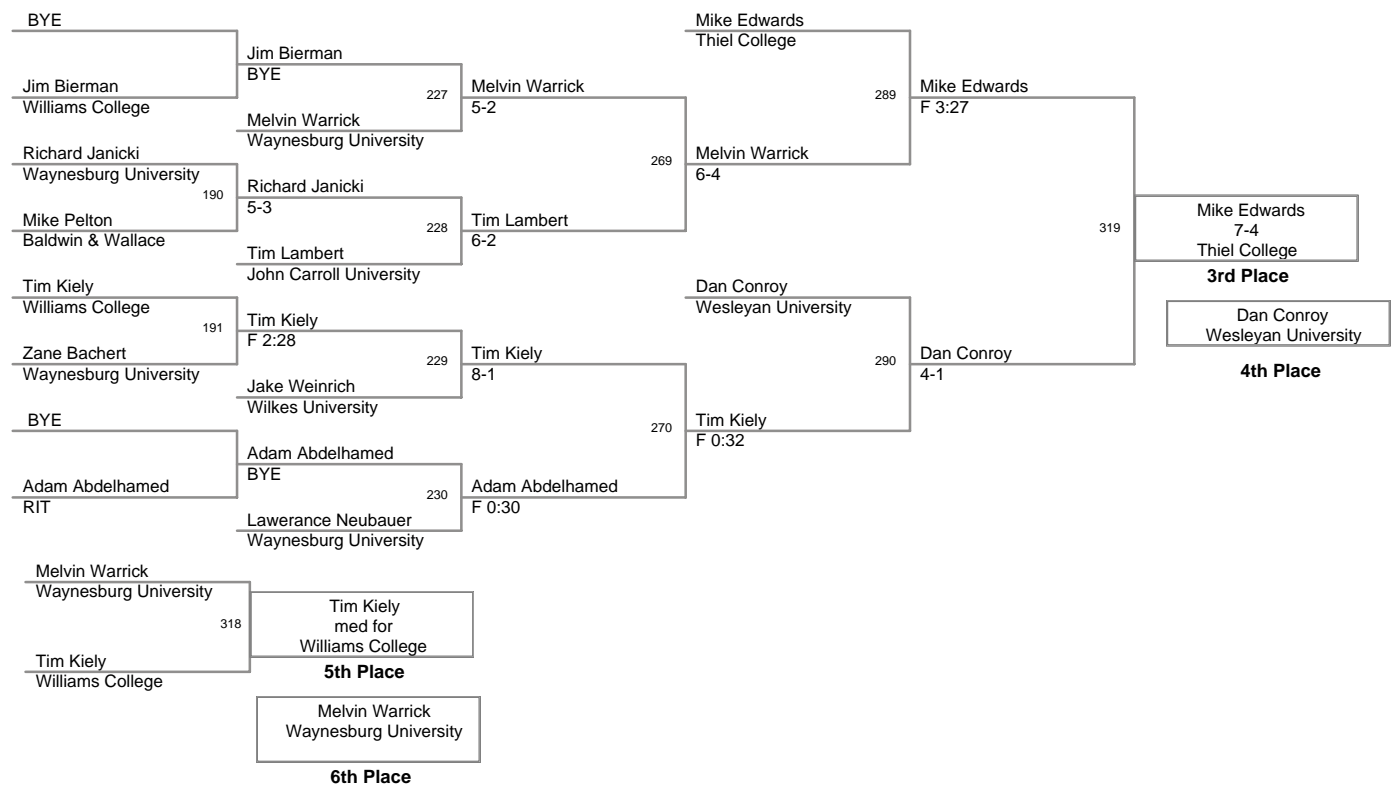 BYE
Jim Bierman
Williams College
Richard Janicki
Waynesburg University
190
Mike Pelton
Baldwin & Wallace
Tim Kiely
Williams College
191
Zane Bachert
Waynesburg University
BYE
Adam Abdelhamed
RIT
Jim Bierman
BYE
227
Melvin Warrick
Waynesburg University
Richard Janicki
5-3
228
Tim Lambert
John Carroll University
Tim Kiely
F 2:28
229
Jake Weinrich
Wilkes University
Adam Abdelhamed
BYE
230
Lawerance Neubauer
Waynesburg University
Melvin Warrick
5-2
269
Tim Lambert
6-2
Tim Kiely
8-1
270
Adam Abdelhamed
F 0:30
Mike Edwards
Thiel College
289
Melvin Warrick
6-4
Dan Conroy
Wesleyan University
290
Tim Kiely
F 0:32
Mike Edwards
F 3:27
319
Dan Conroy
4-1
Mike Edwards
7-4
Thiel College
3rd Place
Dan Conroy
Wesleyan University
4th Place
Melvin Warrick
Waynesburg University
318
Tim Kiely
Williams College
Tim Kiely
med for
Williams College
5th Place
Melvin Warrick
Waynesburg University
6th Place